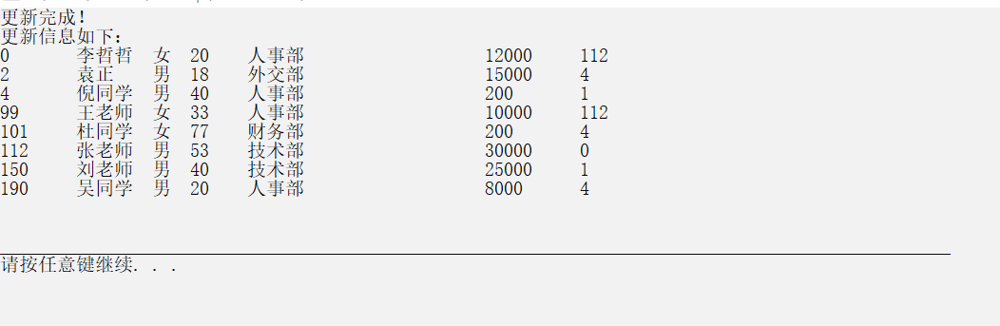 更新完成！
更新信息如下：
0 李哲哲 女 20 人事部 12000 112
2 袁正 男 18 外交部 15000 4
4 倪同学 男 40 人事部 200 1
99 王老师 女 33 人事部 10000 112
101 杜同学 女 77 财务部 200 4
112 张老师 男 53 技术部 30000 0
150 刘老师 男 40 技术部 25000 1
190 吴同学 男 20 人事部 8000 4
请按任意键继续. . .